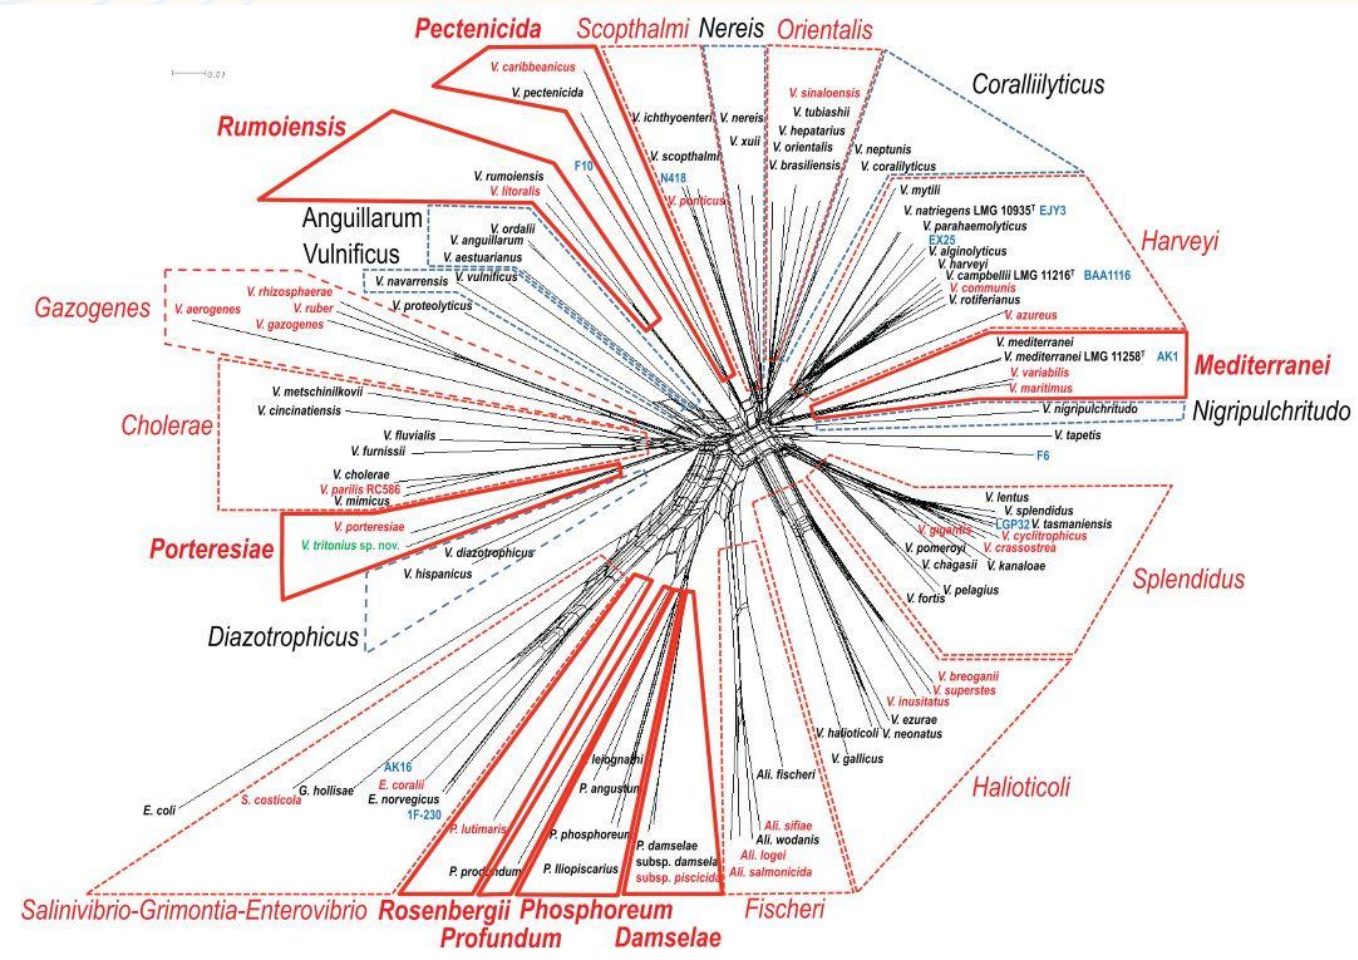 Pectenicida
Scopthalmi
Nereis
Orientalis
Coralliilyticus
0.01
V. caribbeanicus
V. pectenicida
V. ichthyoenteri
V. nereis
V. xuii
V. scopthalmi
N418
V. ponticus
V. sinaloensis
V. tubiashii
V. hepatarius
V. orientalis
V. brasiliensis
V. neptunis
V. coralilyticus
Rumoiensis
F10
V. rumoiensis
V. litoralis
V. mytili
V. natriegens LMG 10935ᵀ EJY3
V. parahaemolyticus
EX25
V. alginolyticus
V. harveyi
V. campbellii LMG 11216ᵀ BAA1116
V. communis
V. rotiferianus
V. azureus
Harveyi
Anguillarum
V. ordalii
V. anguillarum
V. aestuarianus
Vulnificus
V. vulnificus
V. navarrensis
V. proteolyticus
Gazogenes
V. rhizosphaerae
V. aerogenes
V. ruber
V. gazogenes
V. mediterranei
V. mediterranei LMG 11258ᵀ AK1
V. variabilis
V. maritimus
Mediterranei
V. nigripulchritudo
Nigripulchritudo
V. tapetis
F6
Cholerae
V. metschinilkovii
V. cincinatiensis
V. fluvialis
V. furnissii
V. cholerae
V. parilis RC586
V. mimicus
Porteresiae
V. porteresiae
V. tritonius sp. nov.
V. diazotrophicus
V. hispanicus
Diazotrophicus
V. lentus
V. splendidus
LGP32 V. tasmaniensis
V. gigantis
V. cyclitrophicus
V. pomeroyi
V. crassostrea
V. chagasii
V. kanaloae
V. pelagius
V. fortis
Splendidus
V. breoganii
V. superstes
V. inusitatus
V. ezurae
V. halioticoli
V. neonatus
V. gallicus
Halioticoli
AK16
E. coralii
G. hollisae
E. norvegicus
S. costicola
E. coli
1F-230
P. lutimaris
P. profundum
leiognathi
P. angustum
P. phosphoreum
P. Iliopiscarius
P. damselae
subsp. damsela
subsp. piscicida
Ali. fischeri
Ali. sifiae
Ali. wodanis
Ali. logei
Ali. salmonicida
Salinivibrio-Grimontia-Enterovibrio
Rosenbergii
Phosphoreum
Fischeri
Profundum
Damselae